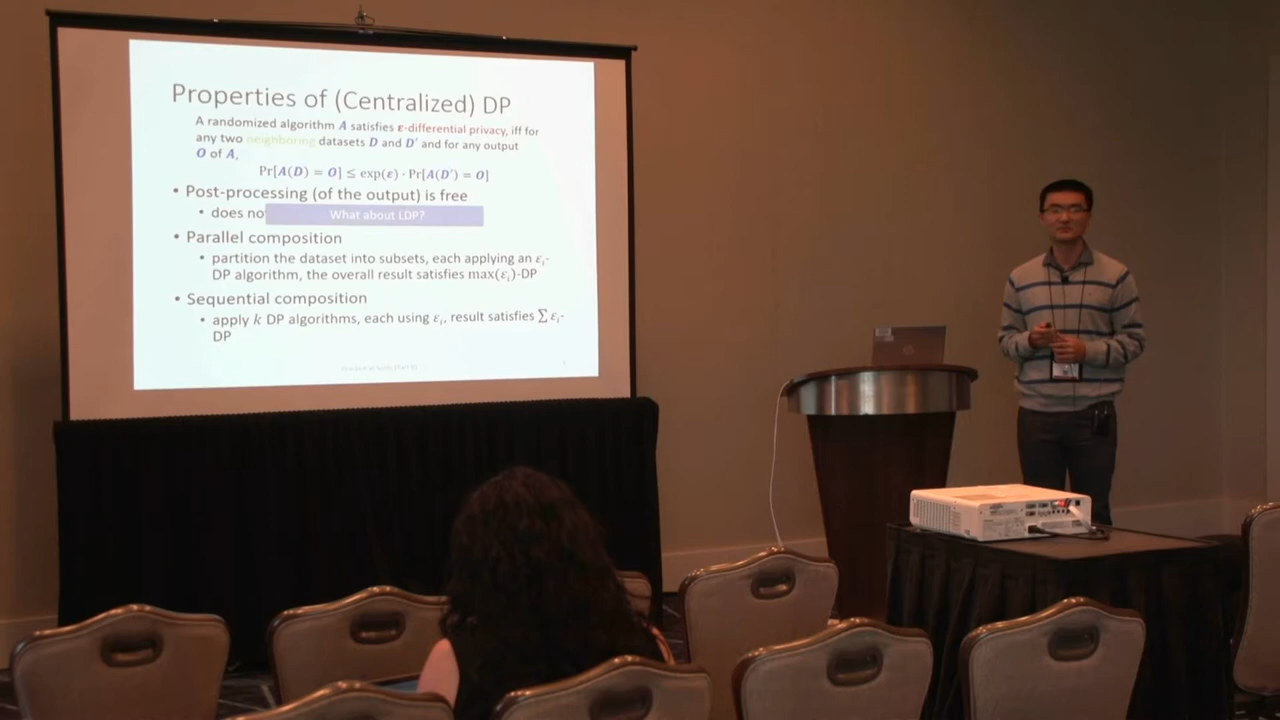 Properties of (Centralized) DP
A randomized algorithm A satisfies ε-differential privacy, iff for
any two neighboring datasets D and D' and for any output
O of A,
Pr[A(D) = O] ≤ exp(ε) · Pr[A(D') = O]
• Post-processing (of the output) is free
• does no
What about LDP?
• Parallel composition
• partition the dataset into subsets, each applying an εᵢ-
DP algorithm, the overall result satisfies max(εᵢ)-DP
• Sequential composition
• apply k DP algorithms, each using εᵢ, result satisfies ∑ εᵢ-
DP